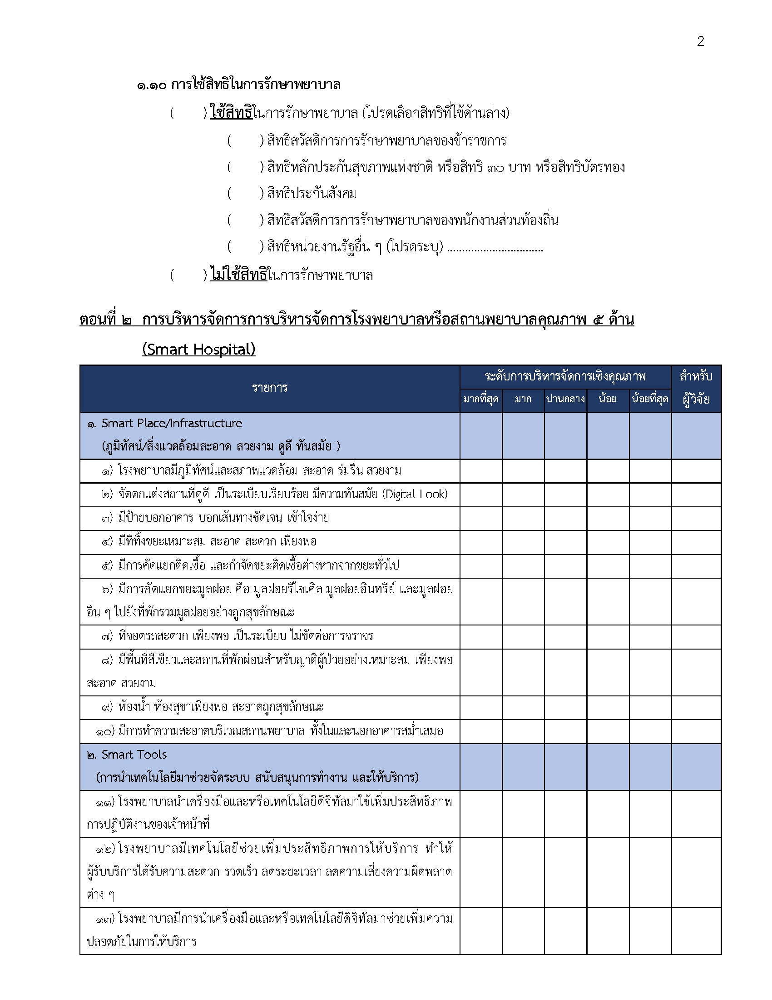 2
๑.๑๐ การใช้สิทธิในการรักษาพยาบาล
(      ) ใช้สิทธิในการรักษาพยาบาล (โปรดเลือกสิทธิที่ใช้ด้านล่าง)
(      ) สิทธิสวัสดิการการรักษาพยาบาลของข้าราชการ
(      ) สิทธิหลักประกันสุขภาพแห่งชาติ หรือสิทธิ ๓๐ บาท หรือสิทธิบัตรทอง
(      ) สิทธิประกันสังคม
(      ) สิทธิสวัสดิการการรักษาพยาบาลของพนักงานส่วนท้องถิ่น
(      ) สิทธิหน่วยงานรัฐอื่น ๆ (โปรดระบุ) ................................
(      ) ไม่ใช้สิทธิในการรักษาพยาบาล
ตอนที่ ๒  การบริหารจัดการการบริหารจัดการโรงพยาบาลหรือสถานพยาบาลคุณภาพ ๕ ด้าน
(Smart Hospital)
รายการ ระดับการบริหารจัดการเชิงคุณภาพ สำหรับ
มากที่สุด มาก ปานกลาง น้อย น้อยที่สุด ผู้วิจัย
๑. Smart Place/Infrastructure
(ภูมิทัศน์/สิ่งแวดล้อมสะอาด สวยงาม ดูดี ทันสมัย )
๑) โรงพยาบาลมีภูมิทัศน์และสภาพแวดล้อม สะอาด ร่มรื่น สวยงาม
๒) จัดตกแต่งสถานที่ดูดี เป็นระเบียบเรียบร้อย มีความทันสมัย (Digital Look)
๓) มีป้ายบอกอาคาร บอกเส้นทางชัดเจน เข้าใจง่าย
๔) มีที่ทิ้งขยะเหมาะสม สะอาด สะดวก เพียงพอ
๕) มีการคัดแยกติดเชื้อ และกำจัดขยะติดเชื้อต่างหากจากขยะทั่วไป
๖) มีการคัดแยกขยะมูลฝอย คือ มูลฝอยรีไซเคิล มูลฝอยอินทรีย์ และมูลฝอย
อื่น ๆ ไปยังที่พักรวมมูลฝอยอย่างถูกสุขลักษณะ
๗) ที่จอดรถสะดวก เพียงพอ เป็นระเบียบ ไม่ขัดต่อการจราจร
๘) มีพื้นที่สีเขียวและสถานที่พักผ่อนสำหรับญาติผู้ป่วยอย่างเหมาะสม เพียงพอ
สะอาด สวยงาม
๙) ห้องน้ำ ห้องสุขาเพียงพอ สะอาดถูกสุขลักษณะ
๑๐) มีการทำความสะอาดบริเวณสถานพยาบาล ทั้งในและนอกอาคารสม่ำเสมอ
๒. Smart Tools
(การนำเทคโนโลยีมาช่วยจัดระบบ สนับสนุนการทำงาน และให้บริการ)
๑๑) โรงพยาบาลนำเครื่องมือและหรือเทคโนโลยีดิจิทัลมาใช้เพิ่มประสิทธิภาพ
การปฏิบัติงานของเจ้าหน้าที่
๑๒) โรงพยาบาลมีเทคโนโลยีช่วยเพิ่มประสิทธิภาพการให้บริการ ทำให้
ผู้รับบริการได้รับความสะดวก รวดเร็ว ลดระยะเวลา ลดความเสี่ยงความผิดพลาด
ต่าง ๆ
๑๓) โรงพยาบาลมีการนำเครื่องมือและหรือเทคโนโลยีดิจิทัลมาช่วยเพิ่มความ
ปลอดภัยในการให้บริการ